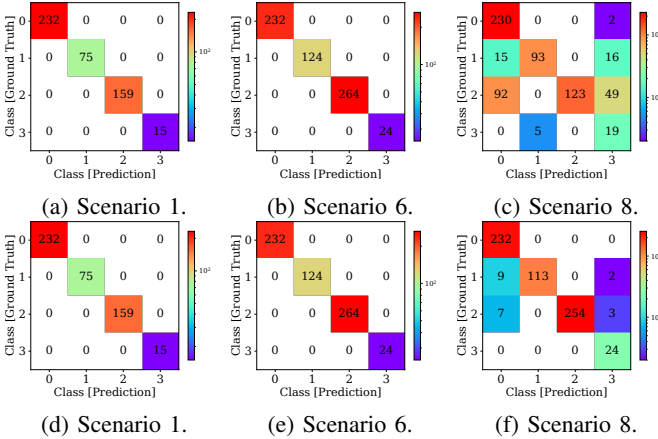 Class [Ground Truth]
0 232 0 0 0
1 0 75 0 0
2 0 0 159 0
3 0 0 0 15
0 1 2 3
Class [Prediction]
10²
(a) Scenario 1.
Class [Ground Truth]
0 232 0 0 0
1 0 124 0 0
2 0 0 264 0
3 0 0 0 24
0 1 2 3
Class [Prediction]
10²
(b) Scenario 6.
Class [Ground Truth]
0 230 0 0 2
1 15 93 0 16
2 92 0 123 49
3 0 5 0 19
0 1 2 3
Class [Prediction]
(c) Scenario 8.
Class [Ground Truth]
0 232 0 0 0
1 0 75 0 0
2 0 0 159 0
3 0 0 0 15
0 1 2 3
Class [Prediction]
10²
(d) Scenario 1.
Class [Ground Truth]
0 232 0 0 0
1 0 124 0 0
2 0 0 264 0
3 0 0 0 24
0 1 2 3
Class [Prediction]
10²
(e) Scenario 6.
Class [Ground Truth]
0 232 0 0 0
1 9 113 0 2
2 7 0 254 3
3 0 0 0 24
0 1 2 3
Class [Prediction]
(f) Scenario 8.